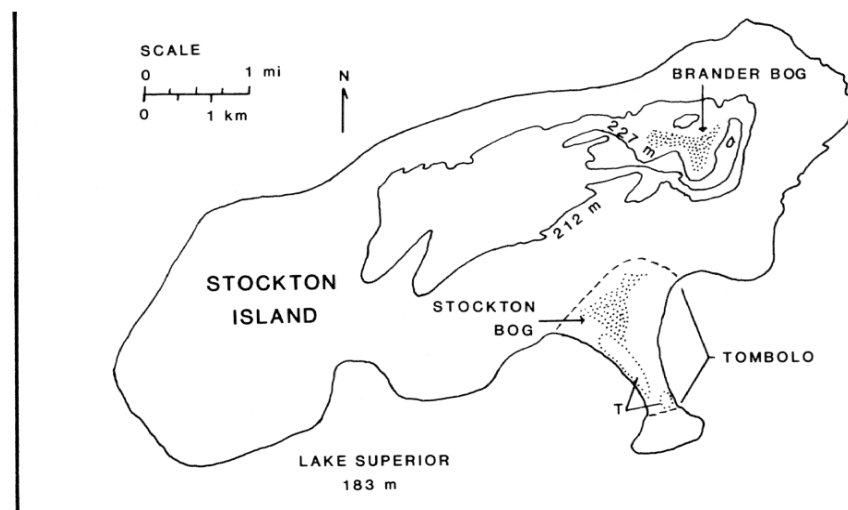 SCALE
0 1 mi
0 1 km
N
BRANDER BOG
227 m
212 m
STOCKTON
ISLAND
STOCKTON
BOG
TOMBOLO
T
LAKE SUPERIOR
183 m